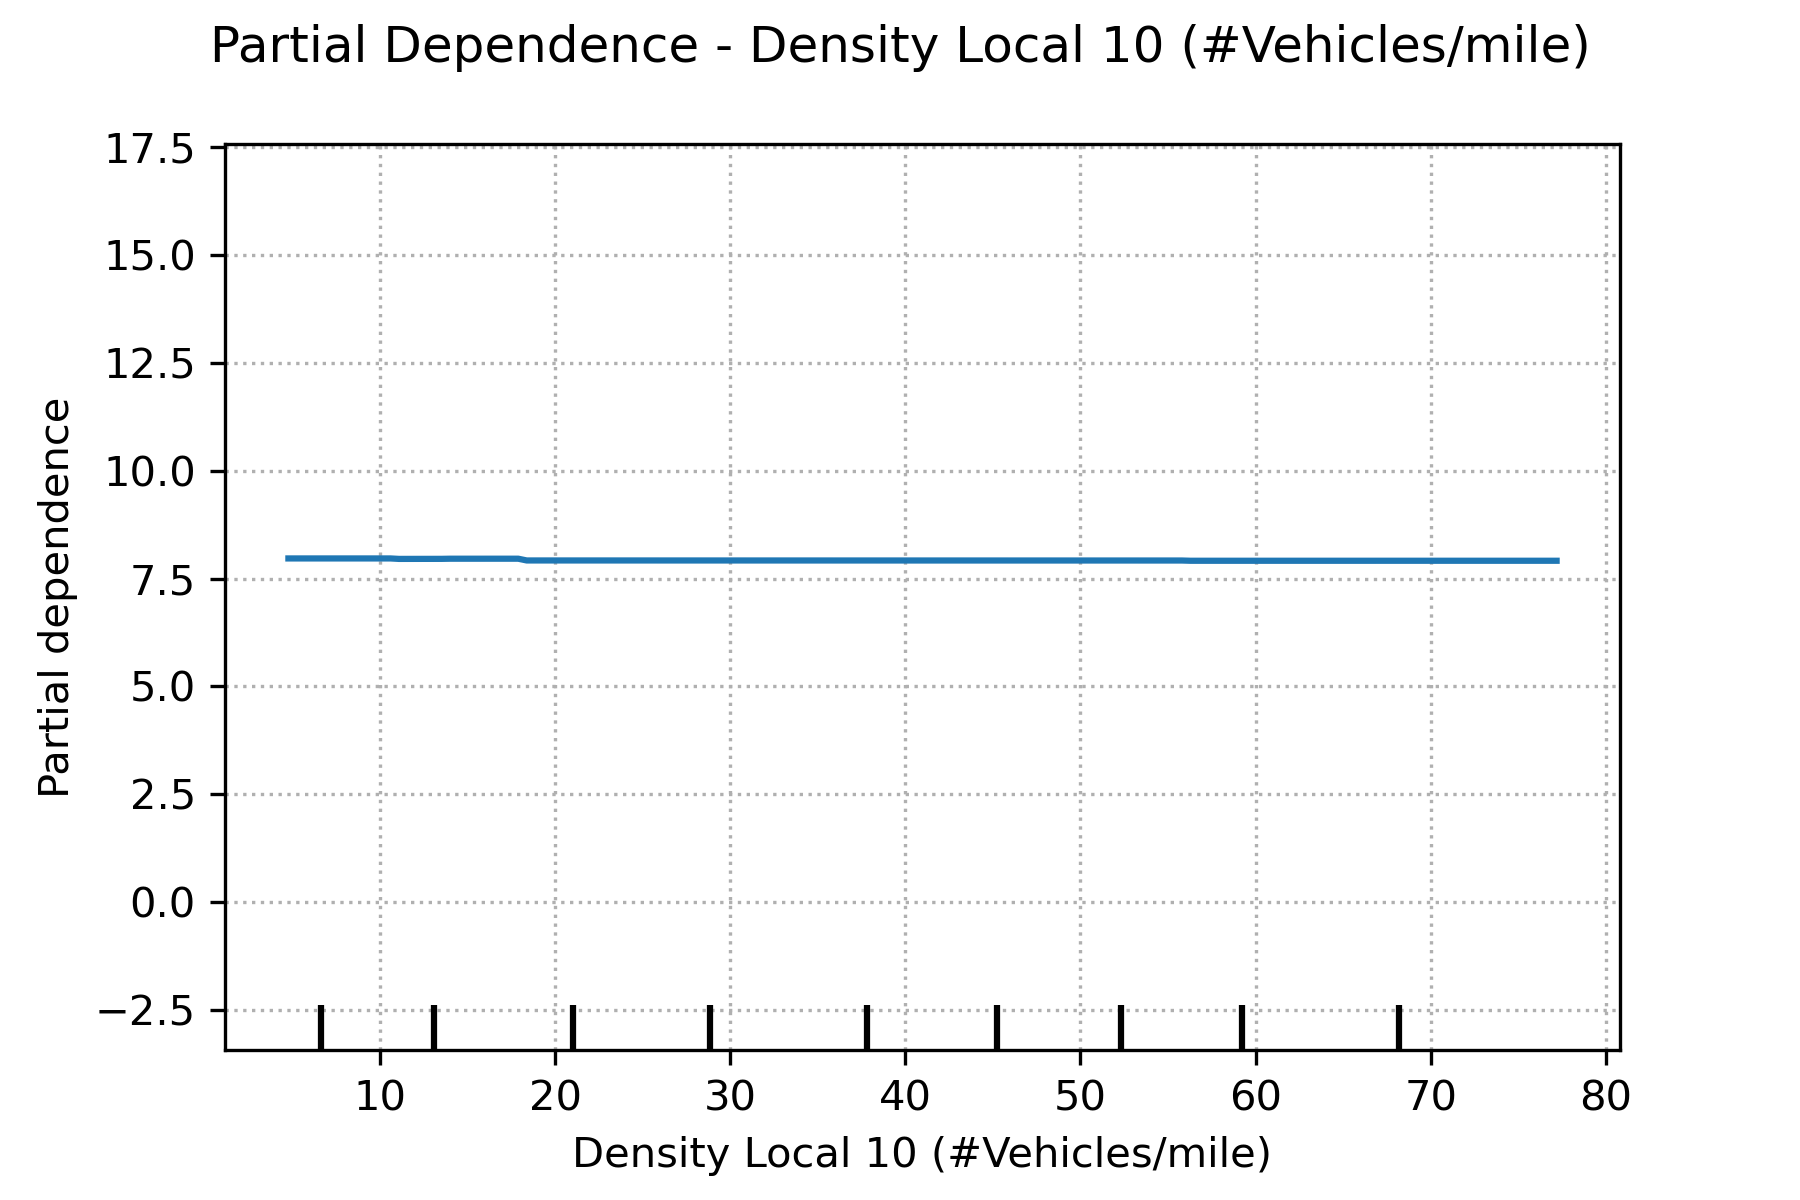 Partial Dependence - Density Local 10 (#Vehicles/mile)
17.5
15.0
12.5
10.0
7.5
5.0
2.5
0.0
−2.5
Partial dependence
10 20 30 40 50 60 70 80
Density Local 10 (#Vehicles/mile)